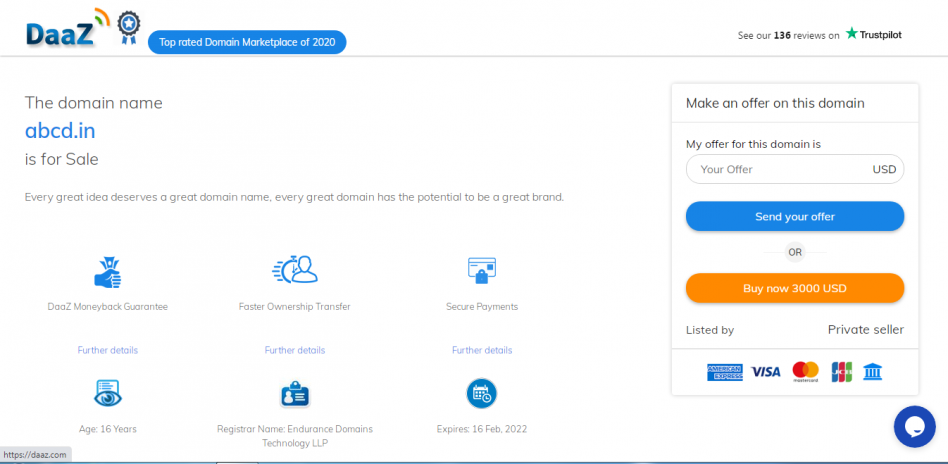 DaaZ
Top rated Domain Marketplace of 2020
See our 136 reviews on Trustpilot
The domain name
abcd.in
is for Sale
Every great idea deserves a great domain name, every great domain has the potential to be a great brand.
DaaZ Moneyback Guarantee
Faster Ownership Transfer
Secure Payments
Further details
Further details
Further details
Age: 16 Years
Registrar Name: Endurance Domains
Technology LLP
Expires: 16 Feb, 2022
Make an offer on this domain
My offer for this domain is
Your Offer USD
Send your offer
OR
Buy now 3000 USD
Listed by Private seller
AMERICAN
EXPRESS
VISA
mastercard
JCB
https://daaz.com